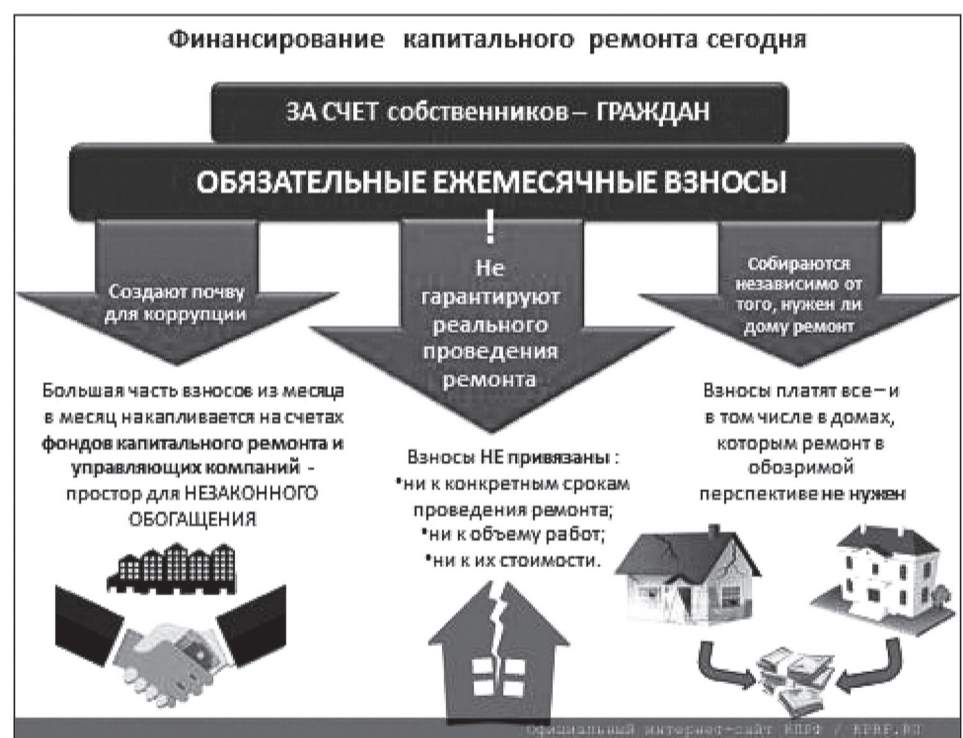 Финансирование капитального ремонта сегодня
ЗА СЧЕТ собственников – ГРАЖДАН
ОБЯЗАТЕЛЬНЫЕ ЕЖЕМЕСЯЧНЫЕ ВЗНОСЫ
Создают почву
для коррупции
Большая часть взносов из месяца
в месяц накапливается на счетах
фондов капитального ремонта и
управляющих компаний -
простор для НЕЗАКОННОГО
ОБОГАЩЕНИЯ
!
Не
гарантируют
реального
проведения
ремонта
Взносы НЕ привязаны :
•ни к конкретным срокам
проведения ремонта;
•ни к объему работ;
•ни к их стоимости.
Собираются
независимо от
того, нужен ли
дому ремонт
Взносы платят все – и
в том числе в домах,
которым ремонт в
обозримой
перспективе не нужен
Официальный интернет-сайт КПРФ / KPRF.RU